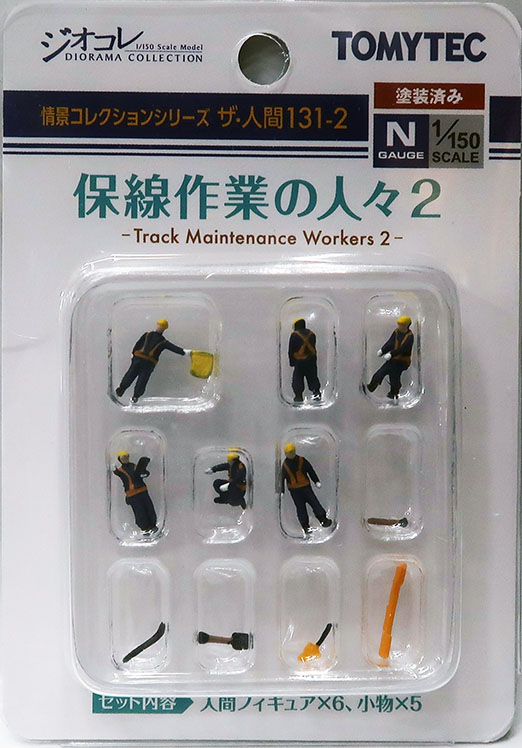 ジオコレ
1/150 Scale Model
DIORAMA COLLECTION
TOMYTEC
塗装済み
情景コレクションシリーズ ザ・人間131-2
N
GAUGE
1/150
SCALE
保線作業の人々2
-Track Maintenance Workers 2-
セット内容 人間フィギュア×6、小物×5